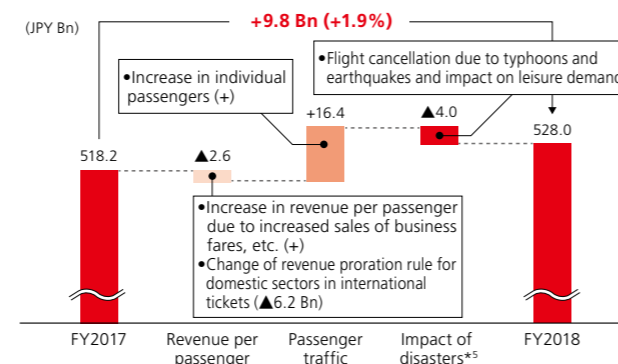 +9.8 Bn (+1.9%)
(JPY Bn)
•Flight cancellation due to typhoons and
earthquakes and impact on leisure demand
•Increase in individual
passengers (+)
+16.4
▲4.0
528.0
518.2
▲2.6
•Increase in revenue per passenger
due to increased sales of business
fares, etc. (+)
•Change of revenue proration rule for
domestic sectors in international
tickets (▲6.2 Bn)
FY2017
Revenue per
passenger
Passenger
traffic
Impact of
disasters*5
FY2018